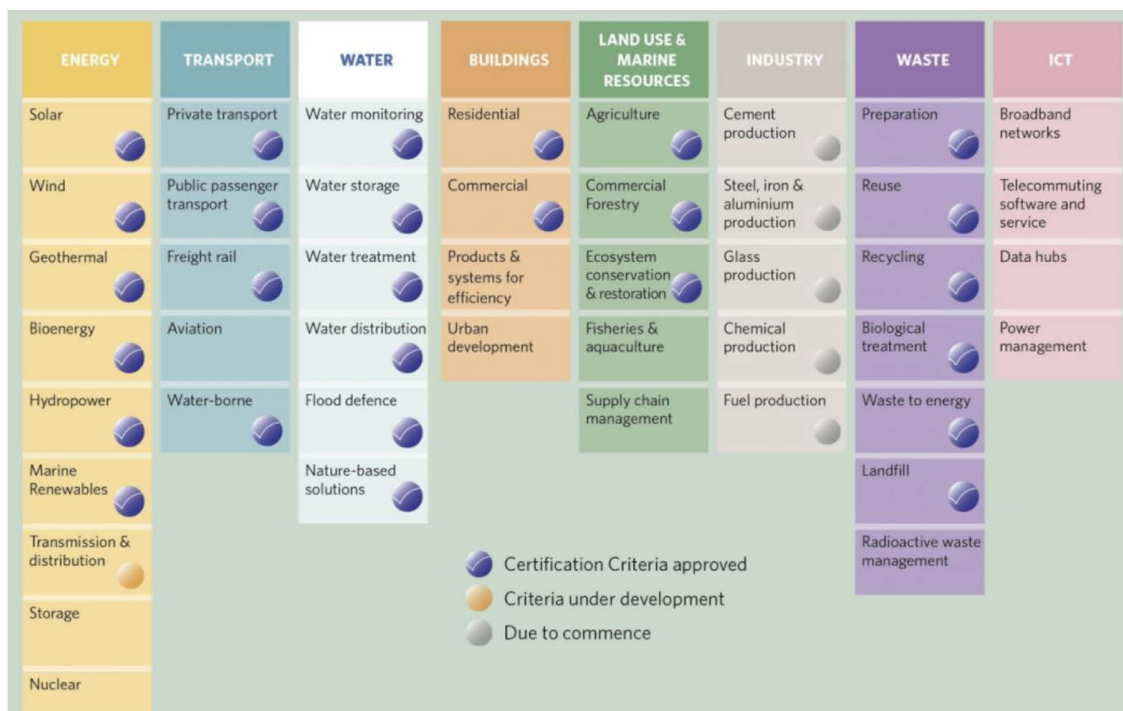 ENERGY
Solar
Wind
Geothermal
Bioenergy
Hydropower
Marine
Renewables
Transmission &
distribution
Storage
Nuclear
TRANSPORT
Private transport
Public passenger
transport
Freight rail
Aviation
Water-borne
WATER
Water monitoring
Water storage
Water treatment
Water distribution
Flood defence
Nature-based
solutions
BUILDINGS
Residential
Commercial
Products &
systems for
efficiency
Urban
development
LAND USE &
MARINE
RESOURCES
Agriculture
Commercial
Forestry
Ecosystem
conservation
& restoration
Fisheries &
aquaculture
Supply chain
management
INDUSTRY
Cement
production
Steel, iron &
aluminium
production
Glass
production
Chemical
production
Fuel production
WASTE
Preparation
Reuse
Recycling
Biological
treatment
Waste to energy
Landfill
Radioactive waste
management
ICT
Broadband
networks
Telecommuting
software and
service
Data hubs
Power
management
Certification Criteria approved
Criteria under development
Due to commence